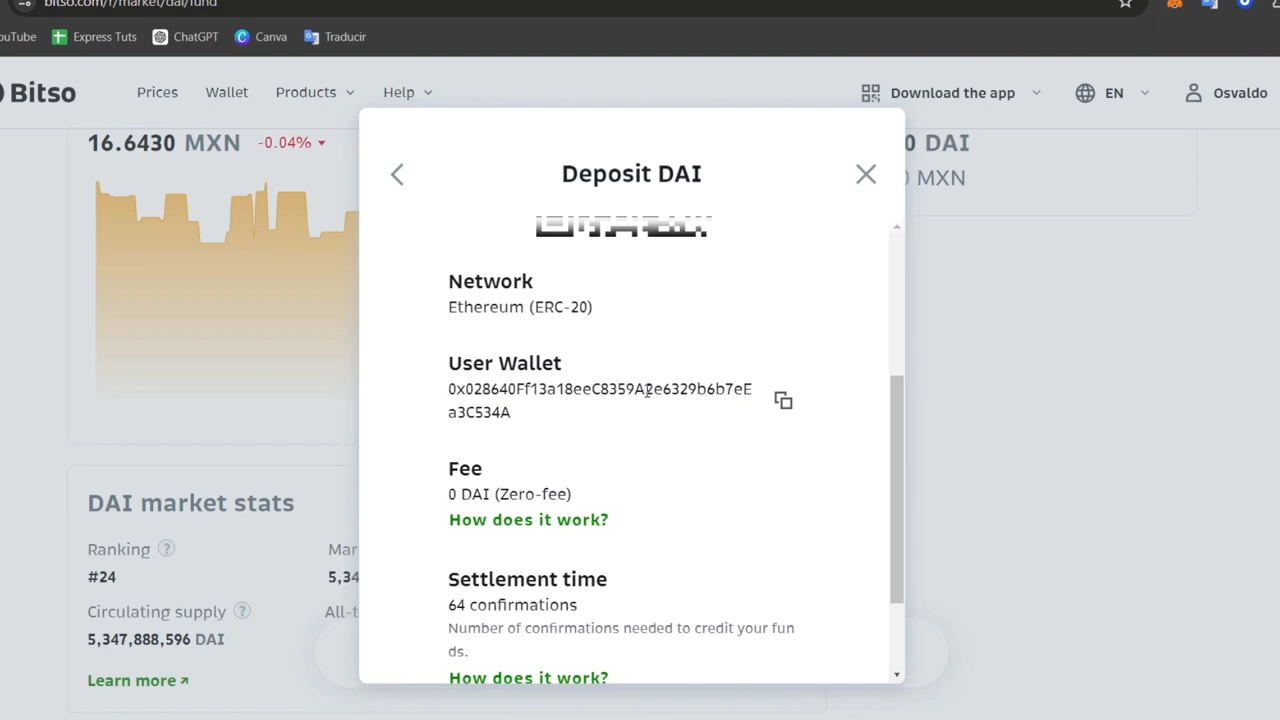 bitso.com/r/market/dai/fund
ouTube Express Tuts ChatGPT Canva Traducir
Bitso Prices Wallet Products Help Download the app EN Osvaldo
16.6430 MXN -0.04%
0 DAI
MXN
Deposit DAI
Network
Ethereum (ERC-20)
User Wallet
0x028640Ff13a18eeC8359A2e6329b6b7eE
a3C534A
Fee
0 DAI (Zero-fee)
How does it work?
Settlement time
64 confirmations
Number of confirmations needed to credit your fun
ds.
How does it work?
DAI market stats
Ranking ? Mar
#24 5,34
Circulating supply ? All-t
5,347,888,596 DAI
Learn more